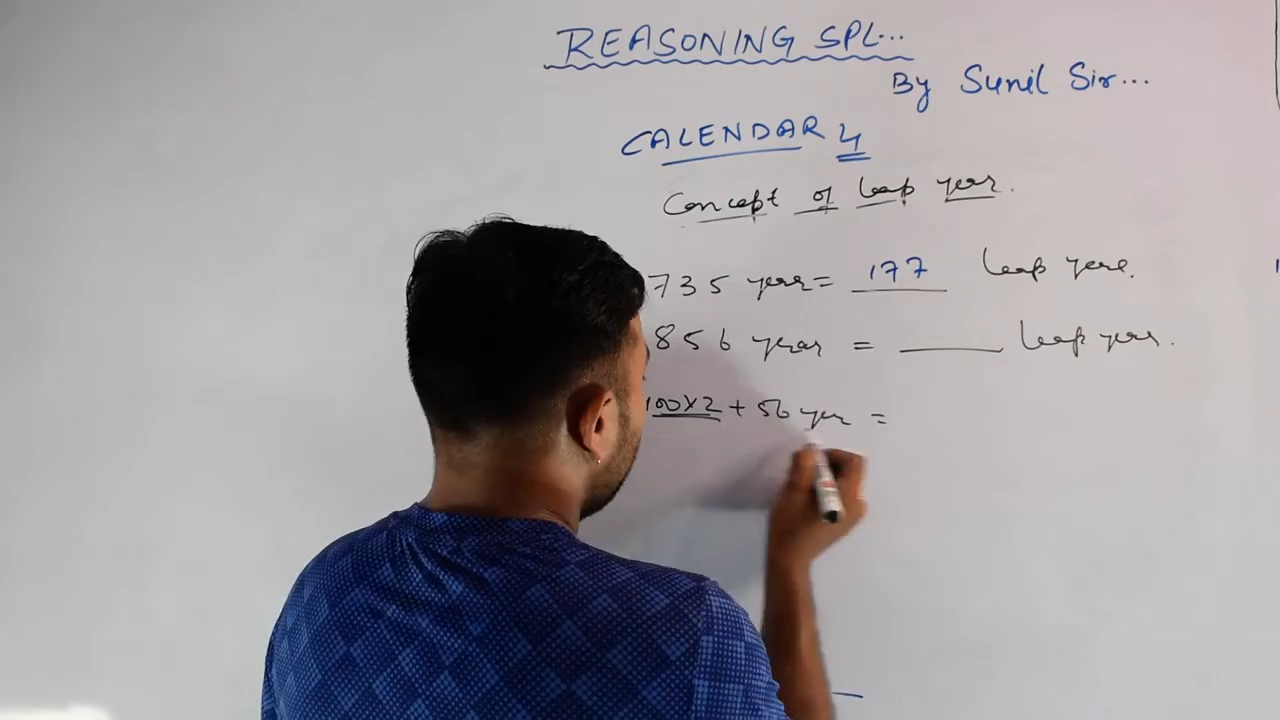 REASONING SPL...
By Sunil Sir...
CALENDAR 4
Concept of leap year.
735 year = 177 leap year.
856 year = ___ leap year.
100x2 + 56 year =